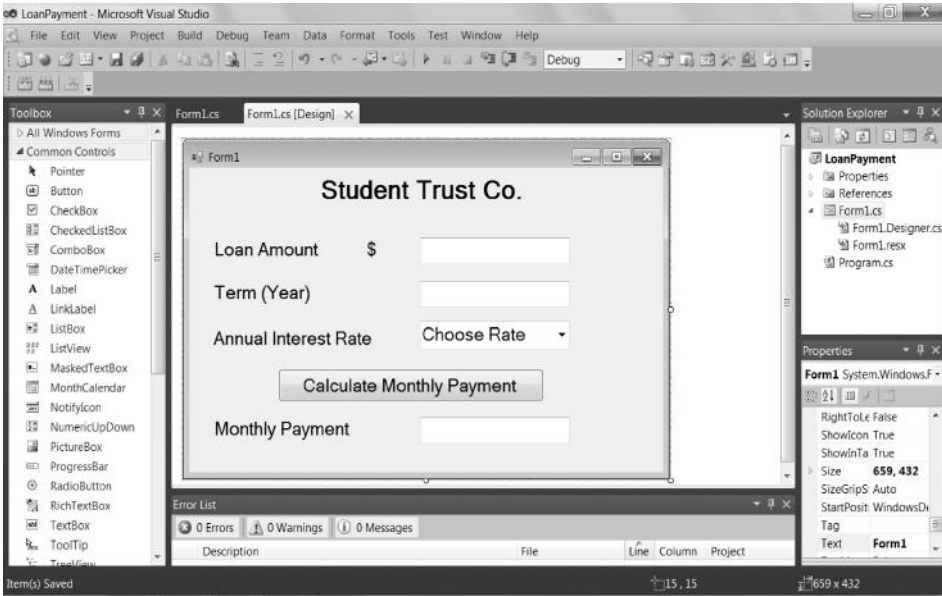 LoanPayment - Microsoft Visual Studio
File Edit View Project Build Debug Team Data Format Tools Test Window Help
Debug
Toolbox
All Windows Forms
Common Controls
Pointer
Button
CheckBox
CheckedListBox
ComboBox
DateTimePicker
Label
LinkLabel
ListBox
ListView
MaskedTextBox
MonthCalendar
NotifyIcon
NumericUpDown
PictureBox
ProgressBar
RadioButton
RichTextBox
TextBox
ToolTip
TreeView
Form1.cs Form1.cs [Design]
Form1
Student Trust Co.
Loan Amount $
Term (Year)
Annual Interest Rate Choose Rate
Calculate Monthly Payment
Monthly Payment
Error List
0 Errors 0 Warnings 0 Messages
Description File Line Column Project
Solution Explorer
LoanPayment
Properties
References
Form1.cs
Form1.Designer.cs
Form1.resx
Program.cs
Properties
Form1 System.Windows.F
RightToLe False
ShowIcon True
ShowInTa True
Size 659, 432
SizeGripS Auto
StartPosit WindowsDe
Tag
Text Form1
Item(s) Saved 15 , 15 659 x 432